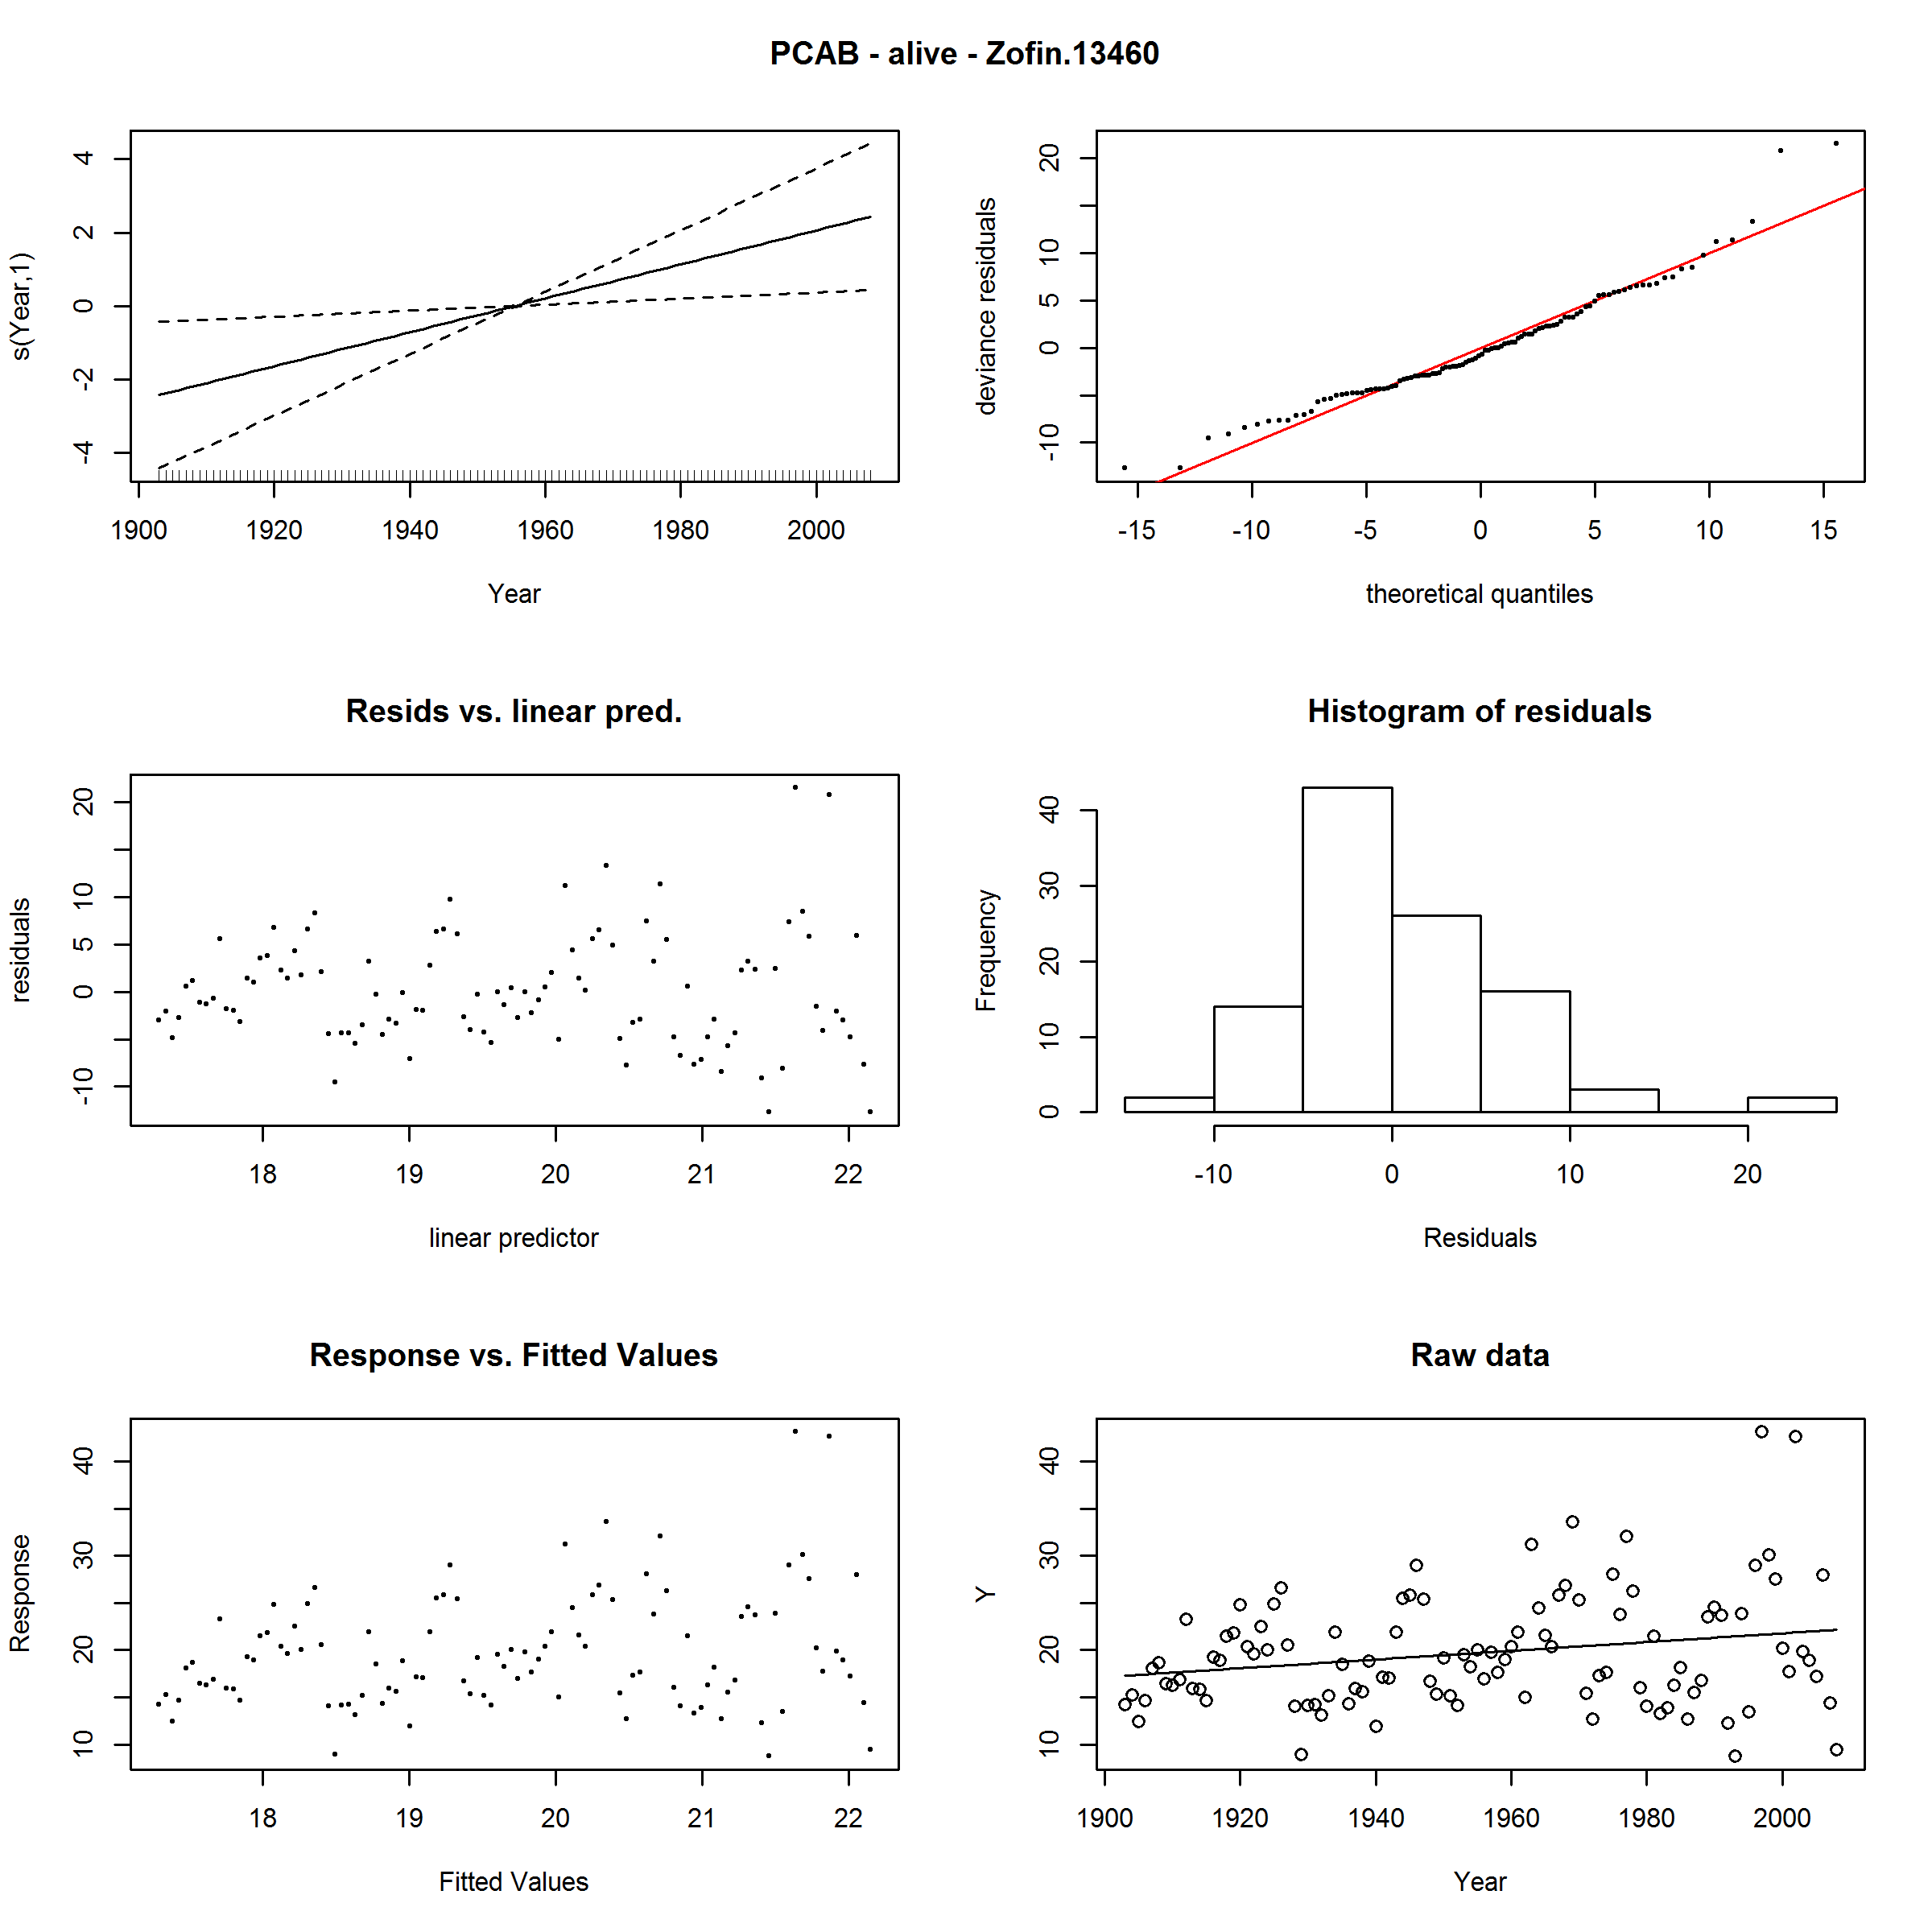 PCAB - alive - Zofin.13460
s(Year,1)
4
2
0
-2
-4
1900 1920 1940 1960 1980 2000
Year
deviance residuals
20
10
5
0
-10
-15 -10 -5 0 5 10 15
theoretical quantiles
Resids vs. linear pred.
residuals
20
10
5
0
-10
18 19 20 21 22
linear predictor
Histogram of residuals
Frequency
40
30
20
10
0
-10 0 10 20
Residuals
Response vs. Fitted Values
Response
40
30
20
10
18 19 20 21 22
Fitted Values
Raw data
Y
40
30
20
10
1900 1920 1940 1960 1980 2000
Year